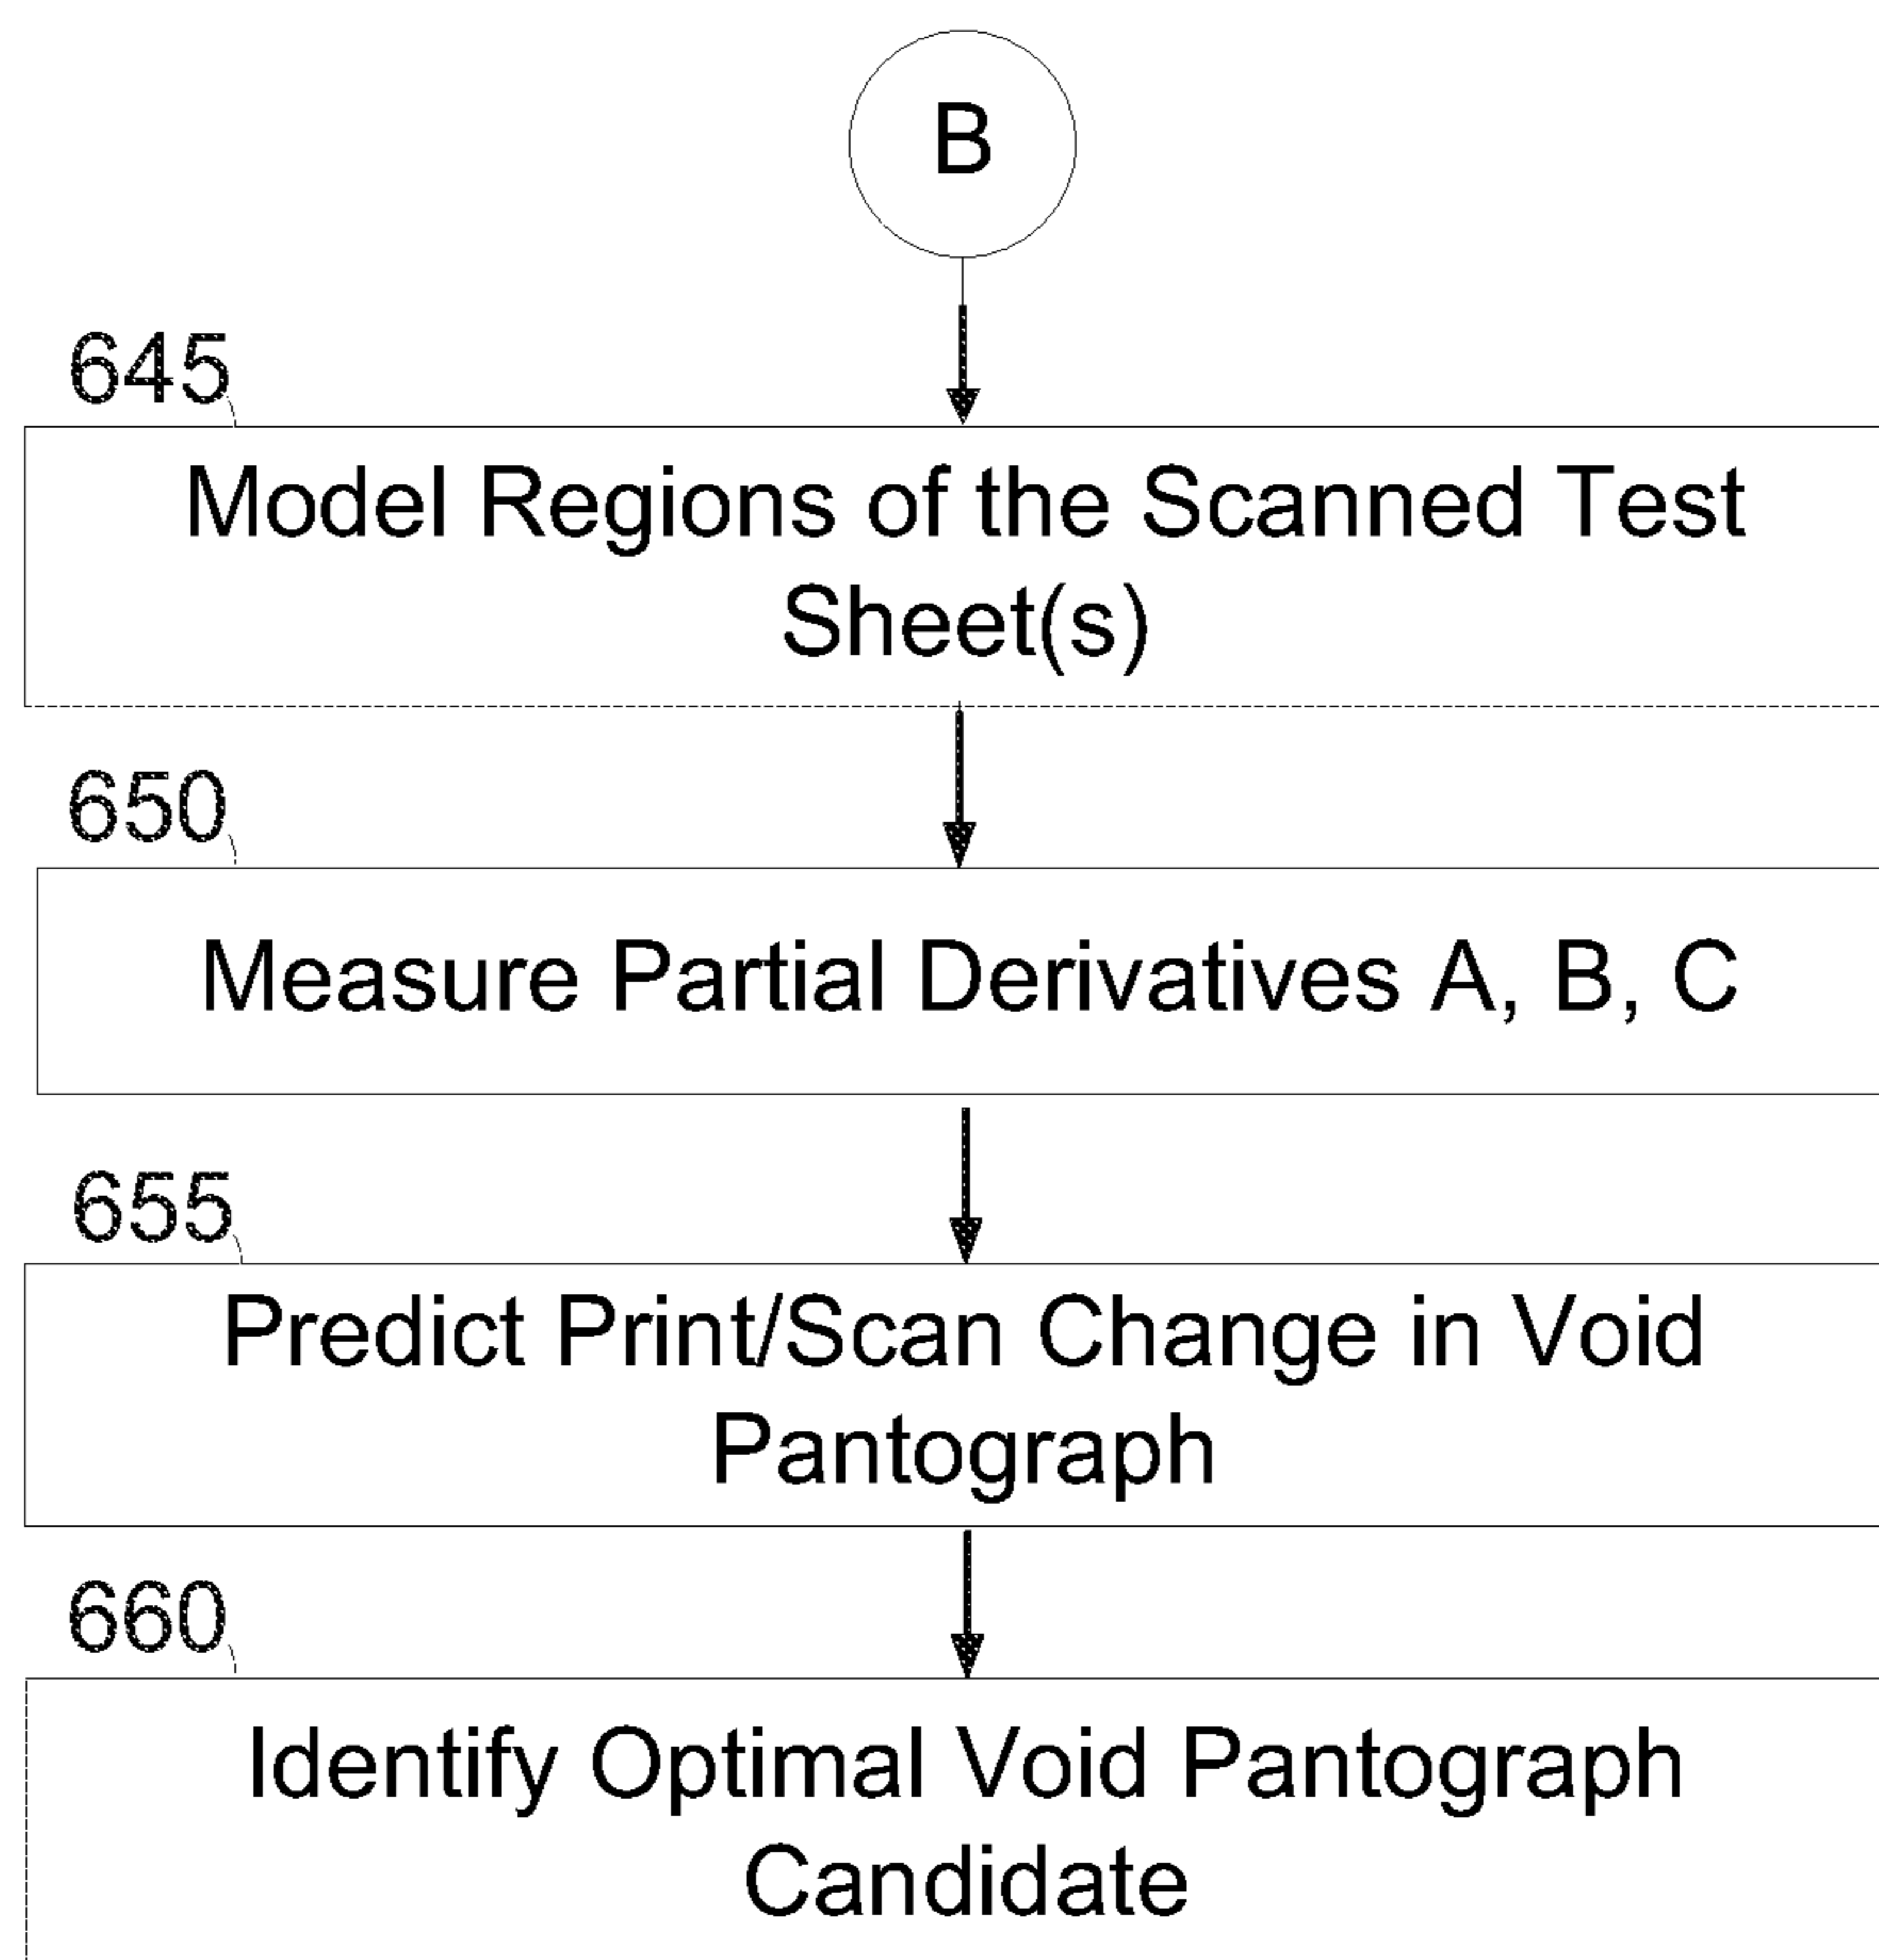 B
645
Model Regions of the Scanned Test
Sheet(s)
650
Measure Partial Derivatives A, B, C
655
Predict Print/Scan Change in Void
Pantograph
660
Identify Optimal Void Pantograph
Candidate